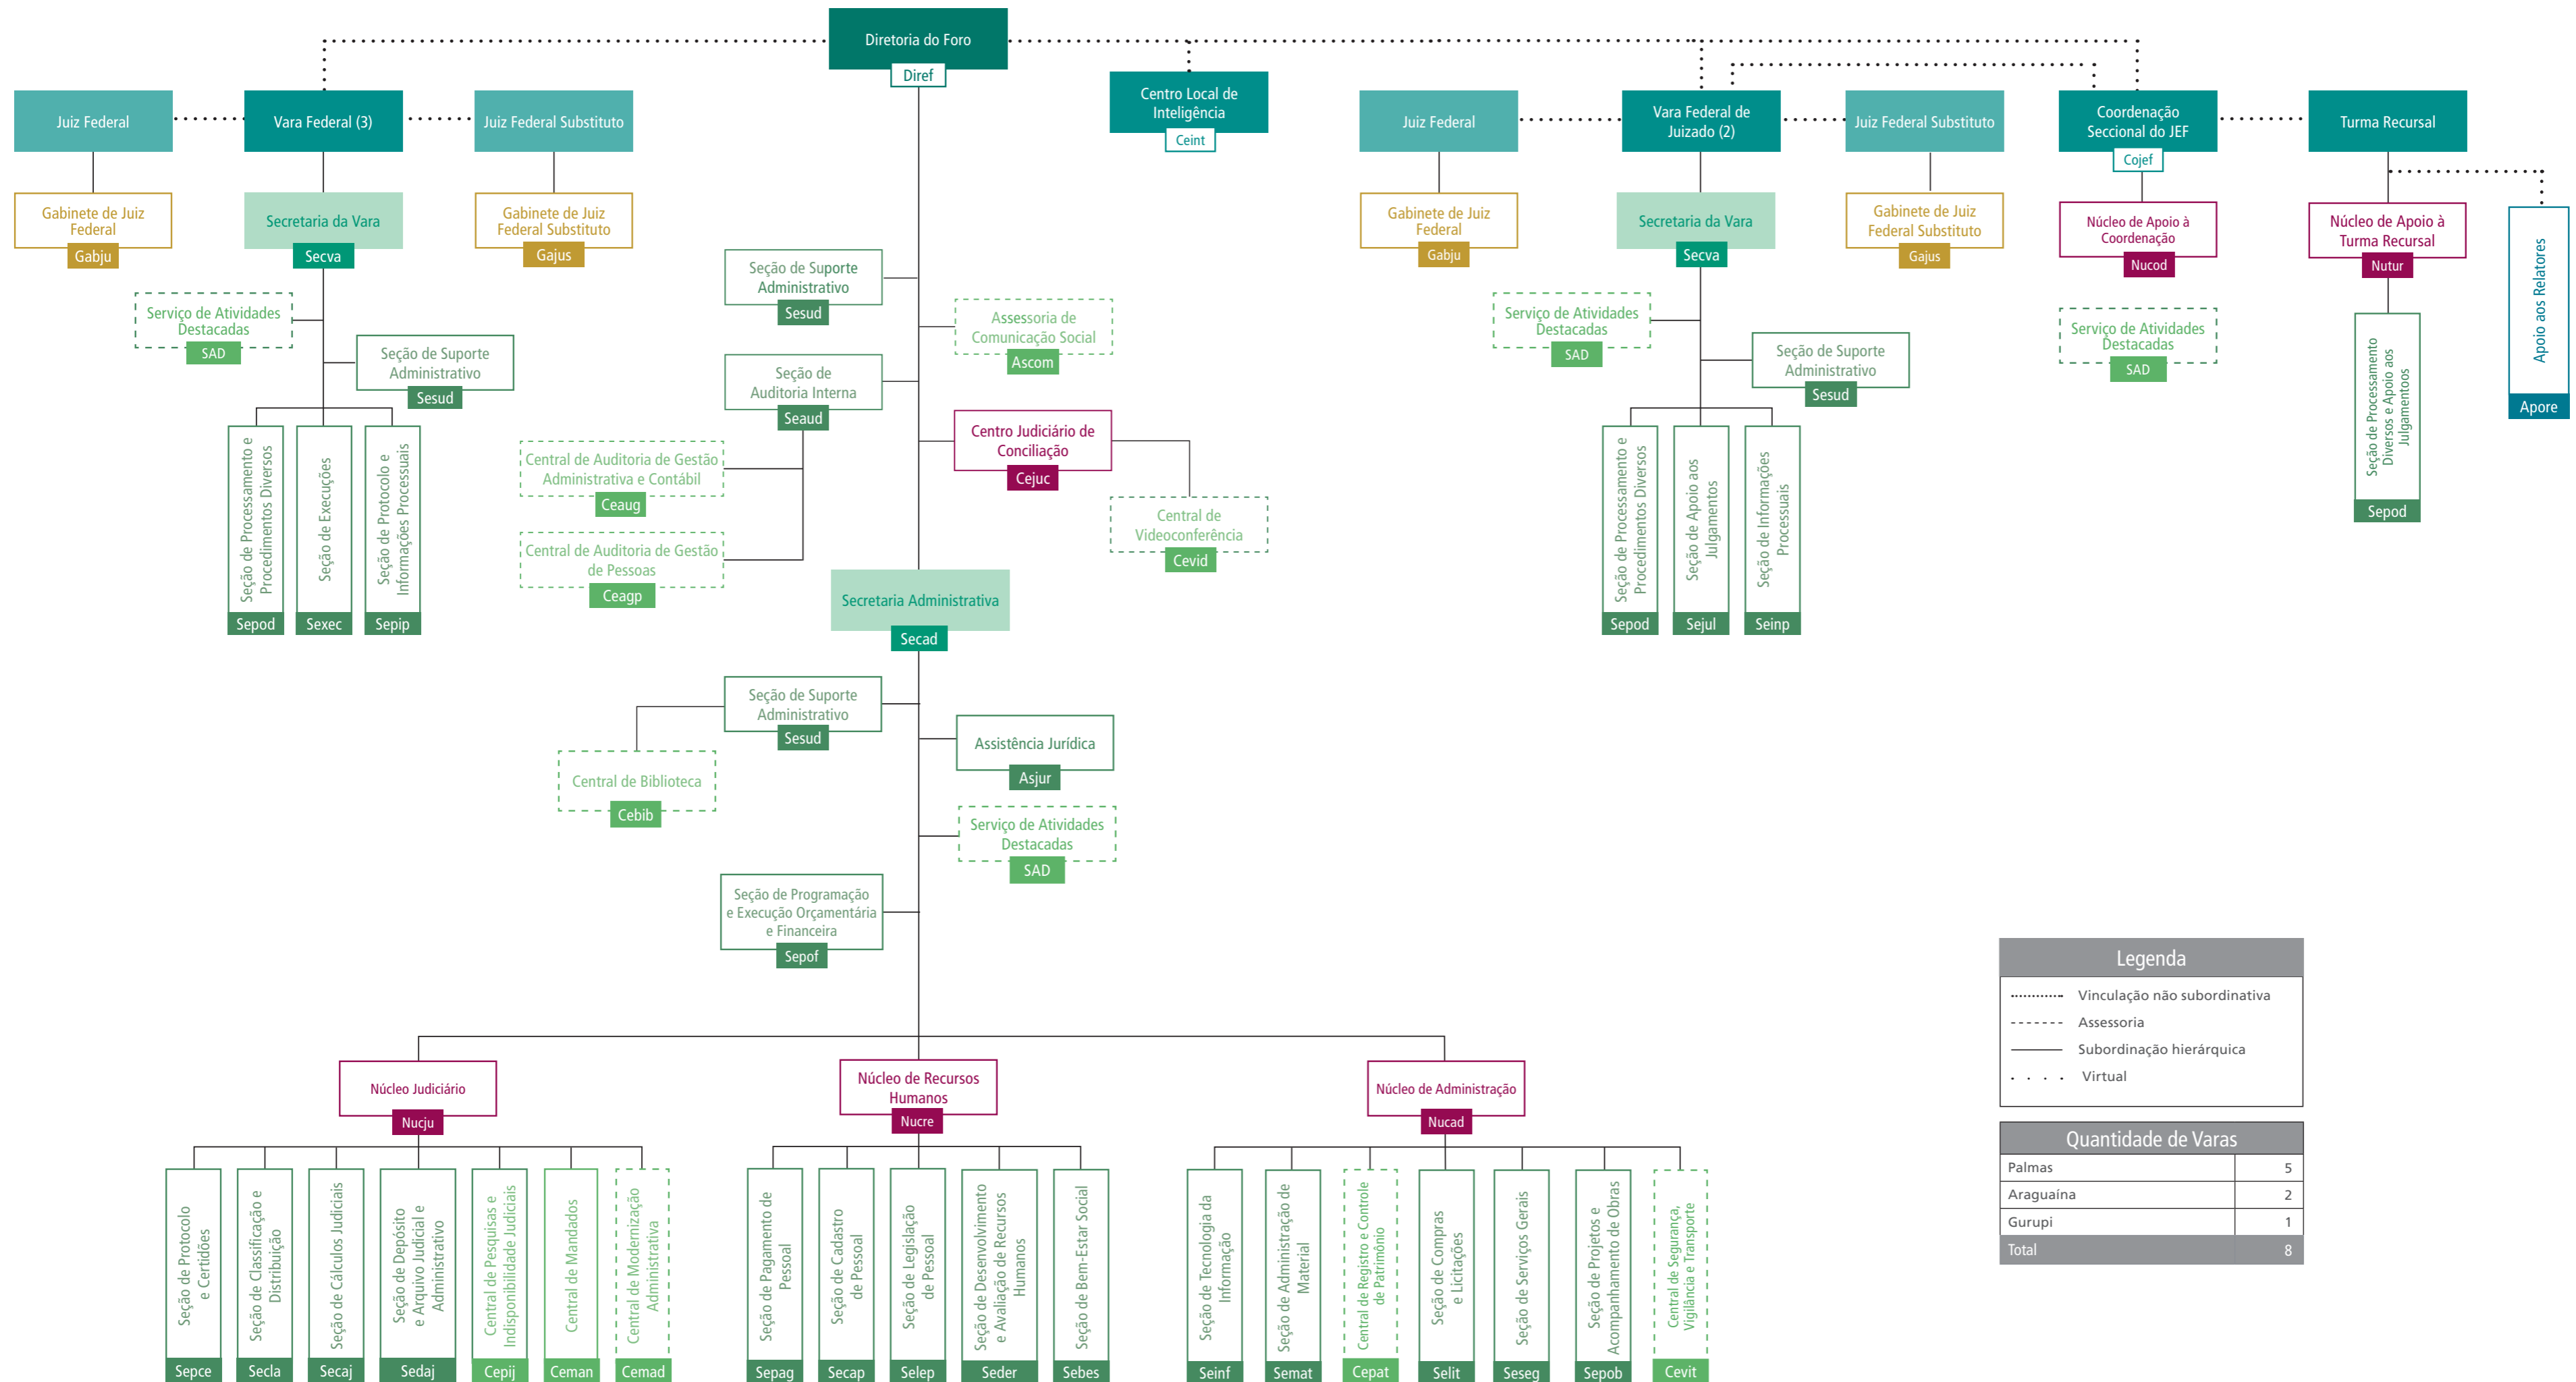 Diretoria do Foro
Diref
Juiz Federal
Vara Federal (3)
Juiz Federal Substituto
Centro Local de
Inteligência
Ceint
Juiz Federal
Vara Federal de
Juizado (2)
Juiz Federal Substituto
Coordenação
Seccional do JEF
Cojef
Turma Recursal
Gabinete de Juiz
Federal
Gabju
Secretaria da Vara
Secva
Gabinete de Juiz
Federal Substituto
Gajus
Gabinete de Juiz
Federal
Gabju
Secretaria da Vara
Secva
Gabinete de Juiz
Federal Substituto
Gajus
Núcleo de Apoio à
Coordenação
Nucod
Núcleo de Apoio à
Turma Recursal
Nutur
Apoio aos Relatores
Apore
Serviço de Atividades
Destacadas
SAD
Seção de Suporte
Administrativo
Sesud
Seção de Processamento e
Procedimentos Diversos
Sepod
Seção de Execuções
Sexec
Seção de Protocolo e
Informações Processuais
Sepip
Seção de Suporte
Administrativo
Sesud
Assessoria de
Comunicação Social
Ascom
Seção de
Auditoria Interna
Seaud
Central de Auditoria de Gestão
Administrativa e Contábil
Ceaug
Central de Auditoria de Gestão
de Pessoas
Ceagp
Centro Judiciário de
Conciliação
Cejuc
Central de
Videoconferência
Cevid
Serviço de Atividades
Destacadas
SAD
Seção de Suporte
Administrativo
Sesud
Seção de Processamento e
Procedimentos Diversos
Sepod
Seção de Apoio aos
Julgamentos
Sejul
Seção de Informações
Processuais
Seinp
Serviço de Atividades
Destacadas
SAD
Seção de Processamento
Diversos e Apoio aos
Julgamentoos
Sepod
Secretaria Administrativa
Secad
Seção de Suporte
Administrativo
Sesud
Central de Biblioteca
Cebib
Assistência Jurídica
Asjur
Serviço de Atividades
Destacadas
SAD
Seção de Programação
e Execução Orçamentária
e Financeira
Sepof
Núcleo Judiciário
Nucju
Núcleo de Recursos
Humanos
Nucre
Núcleo de Administração
Nucad
Seção de Protocolo
e Certidões
Sepce
Seção de Classificação e
Distribuição
Secla
Seção de Cálculos Judiciais
Secaj
Seção de Depósito
e Arquivo Judicial e
Administrativo
Sedaj
Central de Pesquisas e
Indisponibilidade Judiciais
Cepij
Central de Mandados
Ceman
Central de Modernização
Administrativa
Cemad
Seção de Pagamento de
Pessoal
Sepag
Seção de Cadastro
de Pessoal
Secap
Seção de Legislação
de Pessoal
Selep
Seção de Desenvolvimento
e Avaliação de Recursos
Humanos
Seder
Seção de Bem-Estar Social
Sebes
Seção de Tecnologia da
Informação
Seinf
Seção de Administração de
Material
Semat
Central de Registro e Controle
de Patrimônio
Cepat
Seção de Compras
e Licitações
Selit
Seção de Serviços Gerais
Seseg
Seção de Projetos e
Acompanhamento de Obras
Sepob
Central de Segurança,
Vigilância e Transporte
Cevit
Legenda
Vinculação não subordinativa
Assessoria
Subordinação hierárquica
Virtual
Quantidade de Varas
Palmas 5
Araguaína 2
Gurupi 1
Total 8